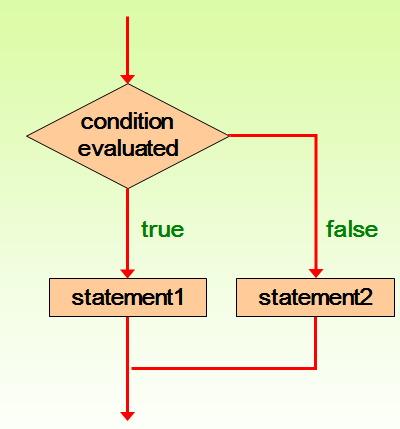 condition
evaluated
true
false
statement1
statement2